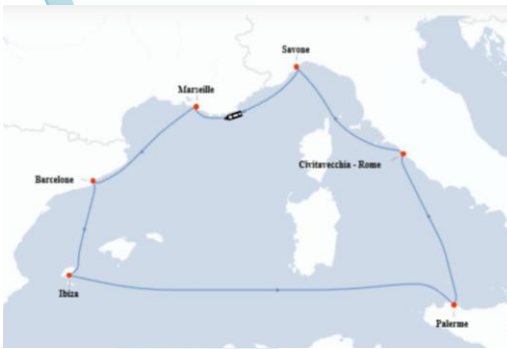 Savone
Marseille
Civitavecchia - Rome
Barcelone
Ibiza
Palerme